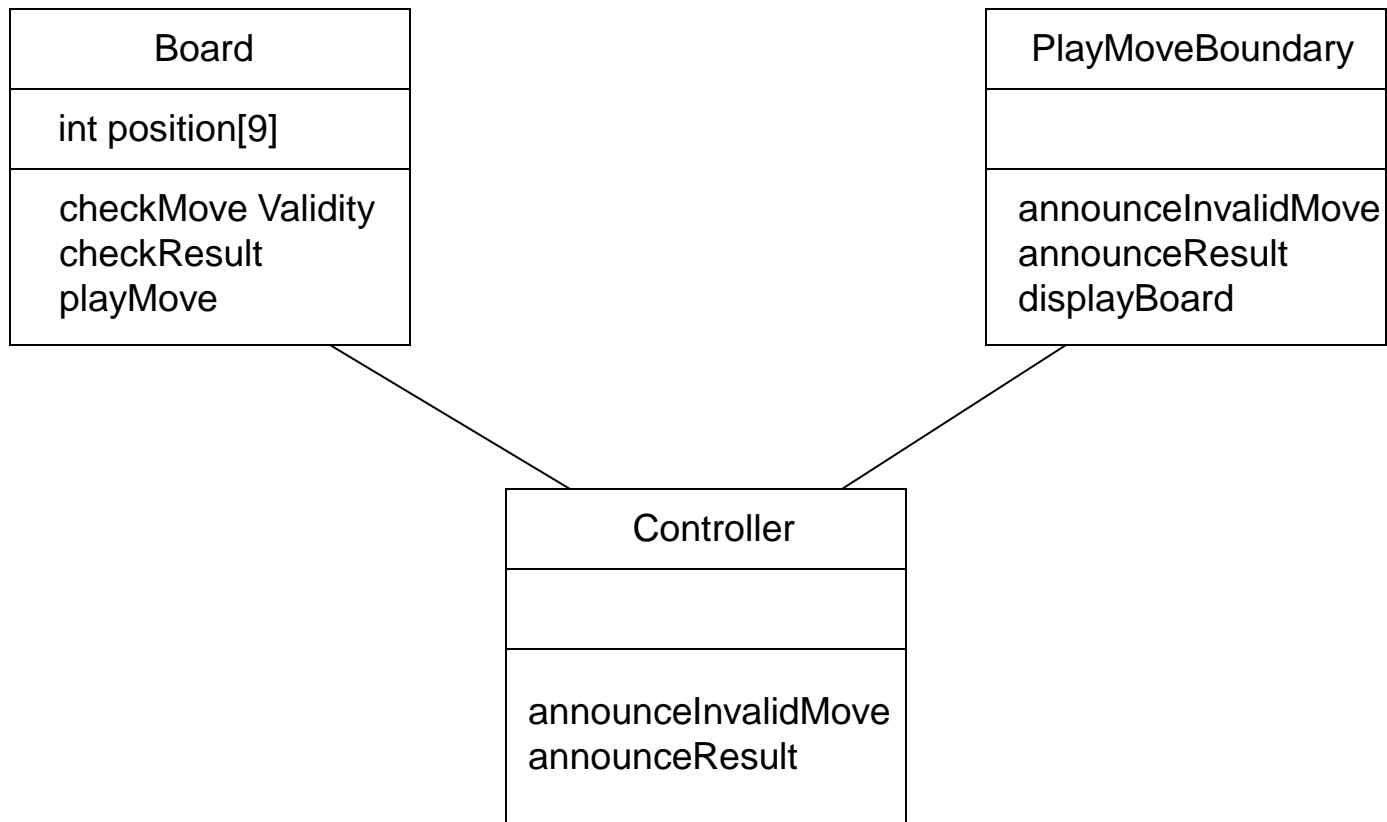 Board
int position[9]
checkMove Validity
checkResult
playMove
PlayMoveBoundary
announceInvalidMove
announceResult
displayBoard
Controller
announceInvalidMove
announceResult